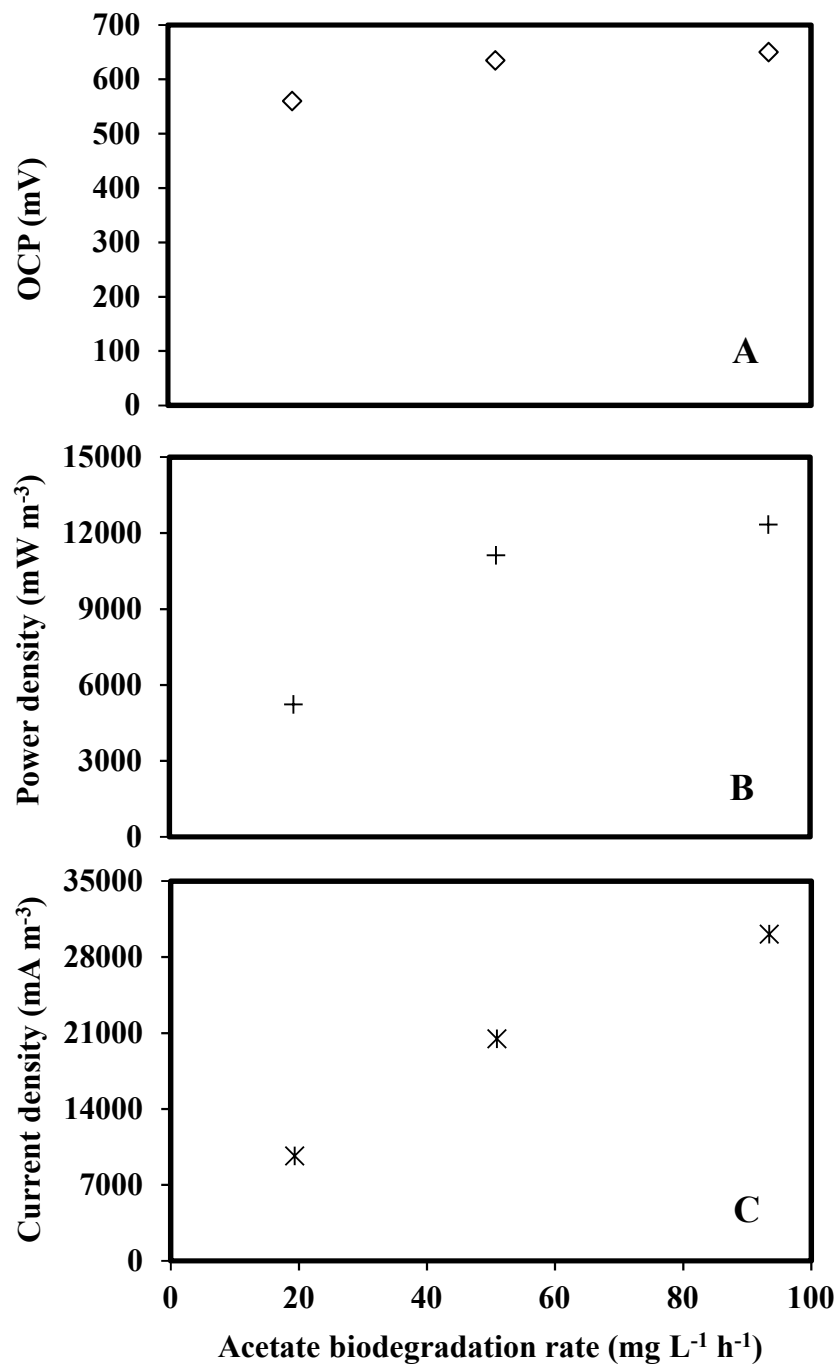 700
600
500
400
300
200
100
0
OCP (mV)
A
15000
12000
9000
6000
3000
0
Power density (mW m-3)
B
35000
28000
21000
14000
7000
0
Current density (mA m-3)
C
0 20 40 60 80 100
Acetate biodegradation rate (mg L-1 h-1)